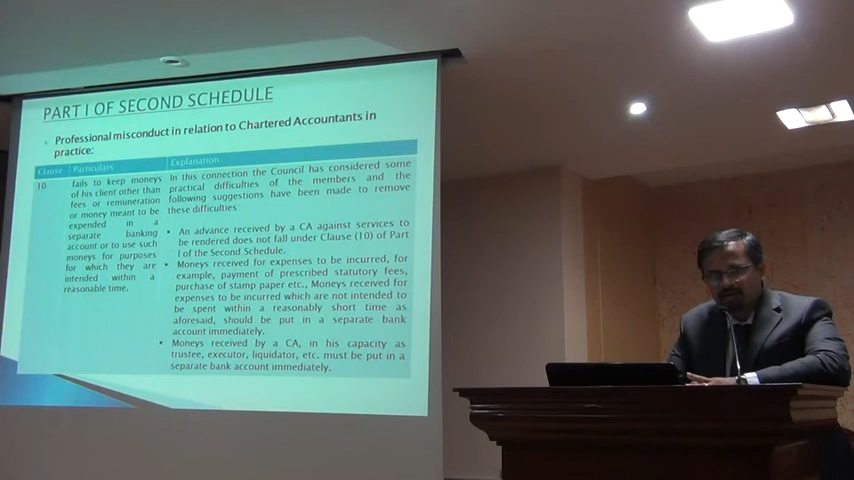 PART I OF SECOND SCHEDULE
Professional misconduct in relation to Chartered Accountants in
practice:
Clause Particulars Explanation
10
fails to keep moneys
of his client other than
fees or remuneration
or money meant to be
expended in a
separate banking
account or to use such
moneys for purposes
for which they are
intended within a
reasonable time.
In this connection the Council has considered some
practical difficulties of the members and the
following suggestions have been made to remove
these difficulties
An advance received by a CA against services to
be rendered does not fall under Clause (10) of Part
I of the Second Schedule.
Moneys received for expenses to be incurred, for
example, payment of prescribed statutory fees,
purchase of stamp paper etc., Moneys received for
expenses to be incurred which are not intended to
be spent within a reasonably short time as
aforesaid, should be put in a separate bank
account immediately.
Moneys received by a CA, in his capacity as
trustee, executor, liquidator, etc. must be put in a
separate bank account immediately.